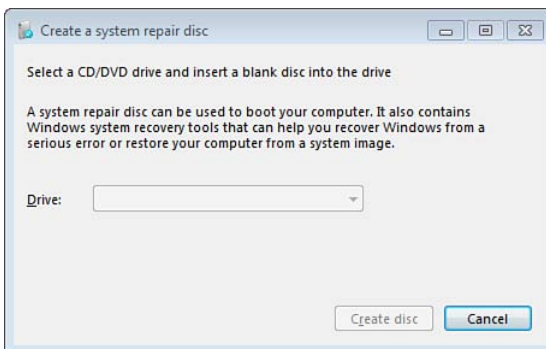 Create a system repair disc
Select a CD/DVD drive and insert a blank disc into the drive
A system repair disc can be used to boot your computer. It also contains
Windows system recovery tools that can help you recover Windows from a
serious error or restore your computer from a system image.
Drive:
Create disc Cancel